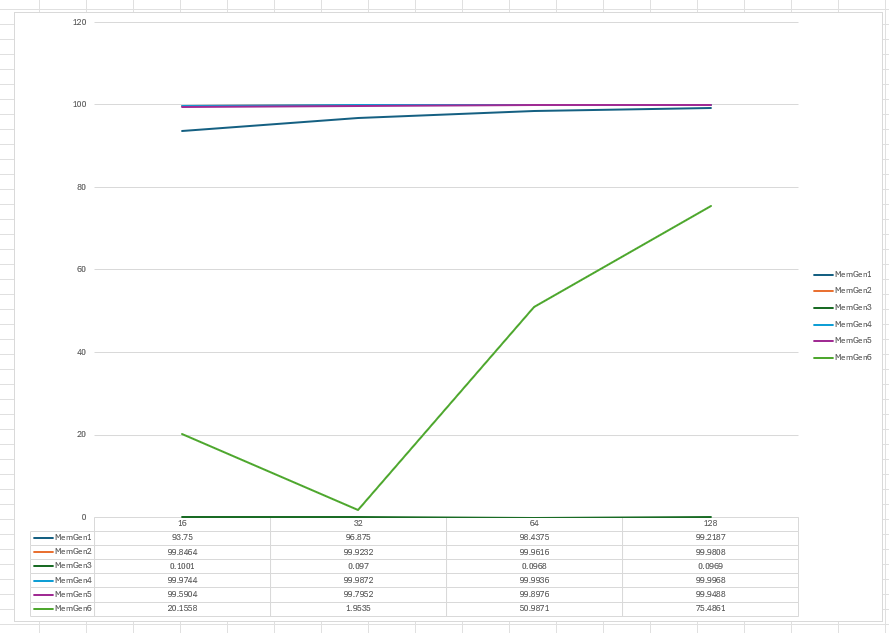 120
100
80
60
40
20
0
MemGen1
MemGen2
MemGen3
MemGen4
MemGen5
MemGen6
16 32 64 128
MemGen1 93.75 96.875 98.4375 99.2187
MemGen2 99.8464 99.9232 99.9616 99.9808
MemGen3 0.1001 0.097 0.0968 0.0969
MemGen4 99.9744 99.9872 99.9936 99.9968
MemGen5 99.5904 99.7952 99.8976 99.9488
MemGen6 20.1558 1.9535 50.9871 75.4861